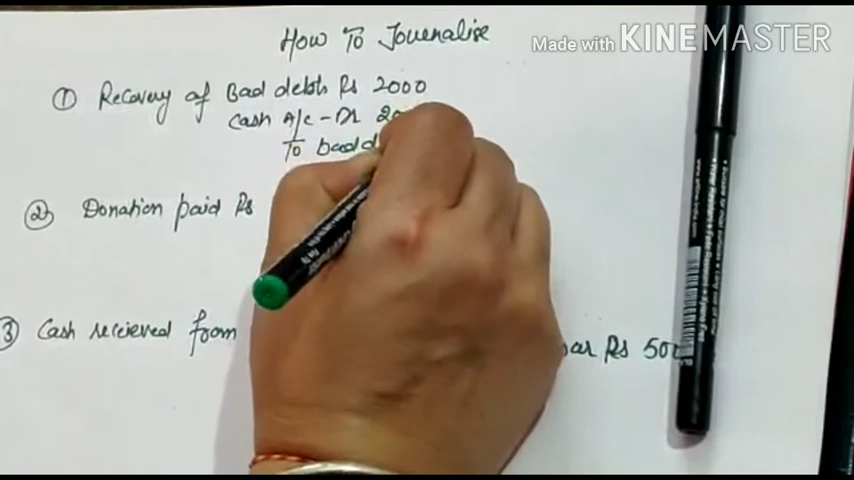 How To Jouenalise
Made with KINEMASTER
① Recovery of Bad debts Rs 2000
Cash A/c - Dr
To bad
② Donation paid Rs
③ Cash recieved from Rs